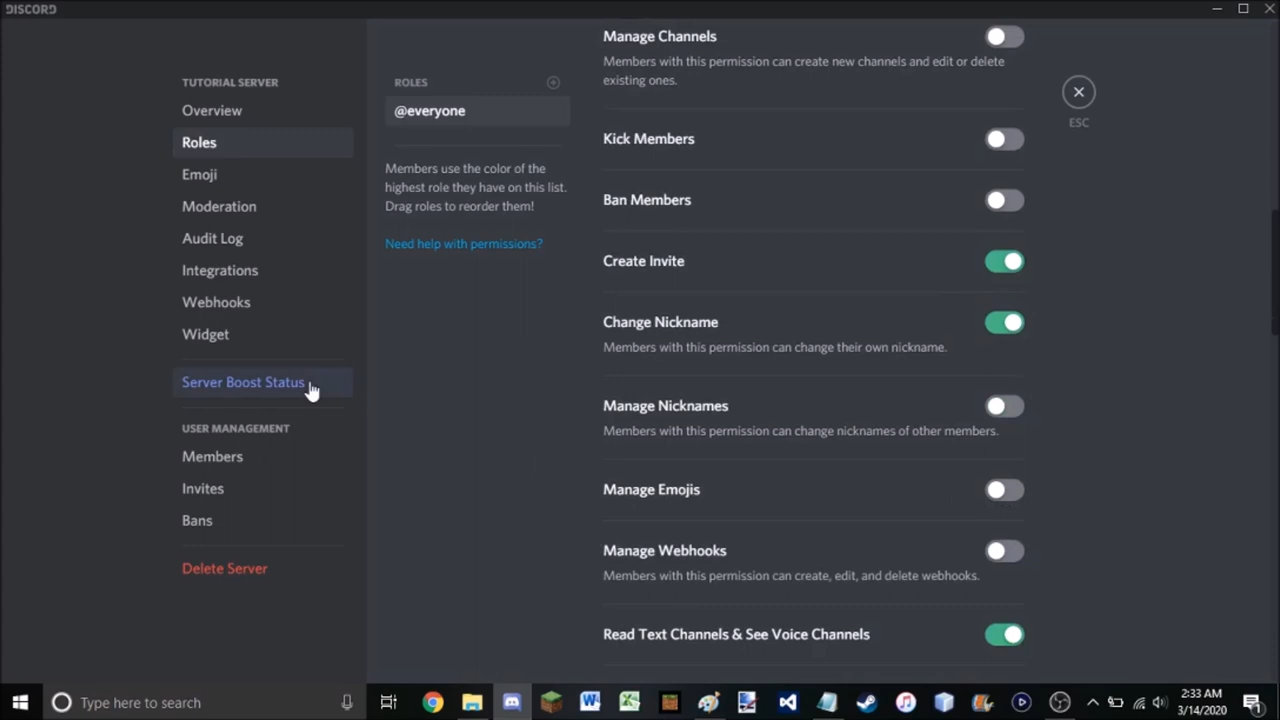 DISCORD
TUTORIAL SERVER
Overview
Roles
Emoji
Moderation
Audit Log
Integrations
Webhooks
Widget
Server Boost Status
USER MANAGEMENT
Members
Invites
Bans
Delete Server
ROLES
@everyone
Members use the color of the
highest role they have on this list.
Drag roles to reorder them!
Need help with permissions?
Manage Channels
Members with this permission can create new channels and edit or delete
existing ones.
Kick Members
Ban Members
Create Invite
Change Nickname
Members with this permission can change their own nickname.
Manage Nicknames
Members with this permission can change nicknames of other members.
Manage Emojis
Manage Webhooks
Members with this permission can create, edit, and delete webhooks.
Read Text Channels & See Voice Channels
ESC
Type here to search
2:33 AM
3/14/2020
1